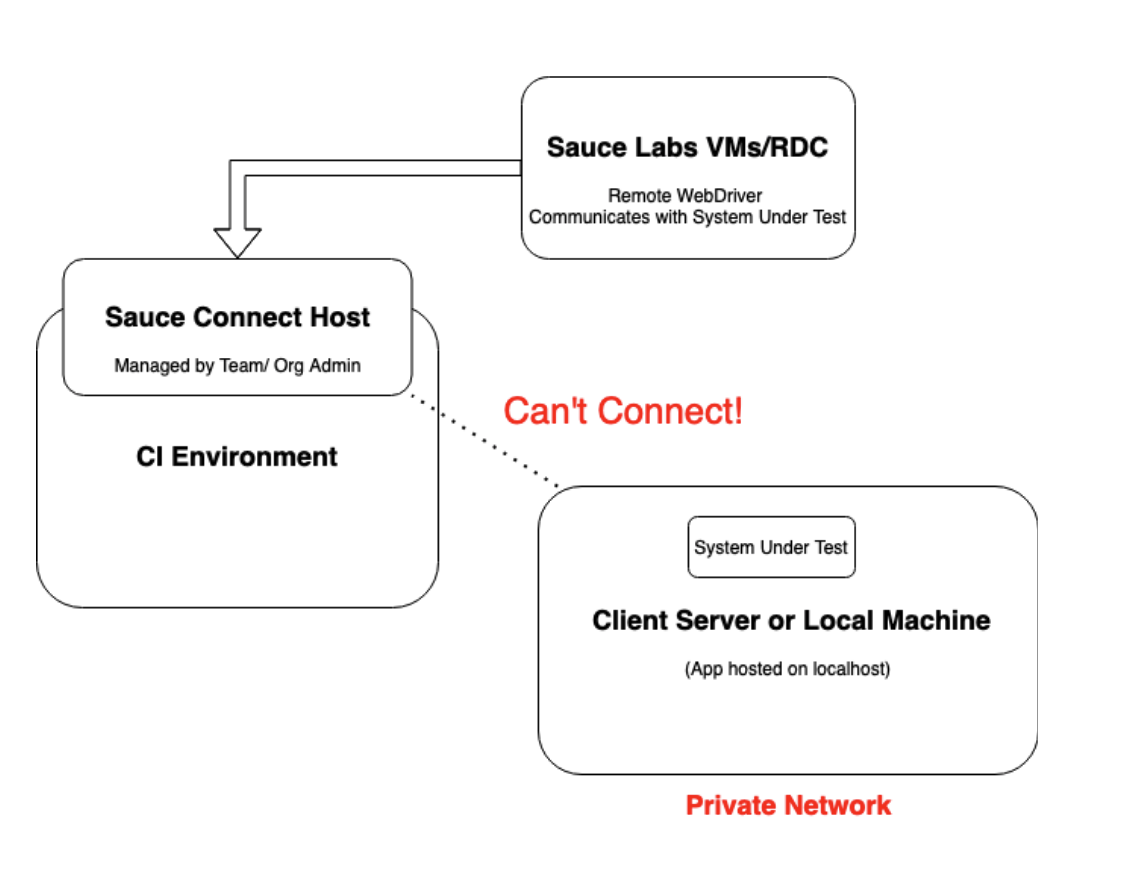 Sauce Labs VMs/RDC
Remote WebDriver
Communicates with System Under Test
Sauce Connect Host
Managed by Team/ Org Admin
Can't Connect!
CI Environment
System Under Test
Client Server or Local Machine
(App hosted on localhost)
Private Network